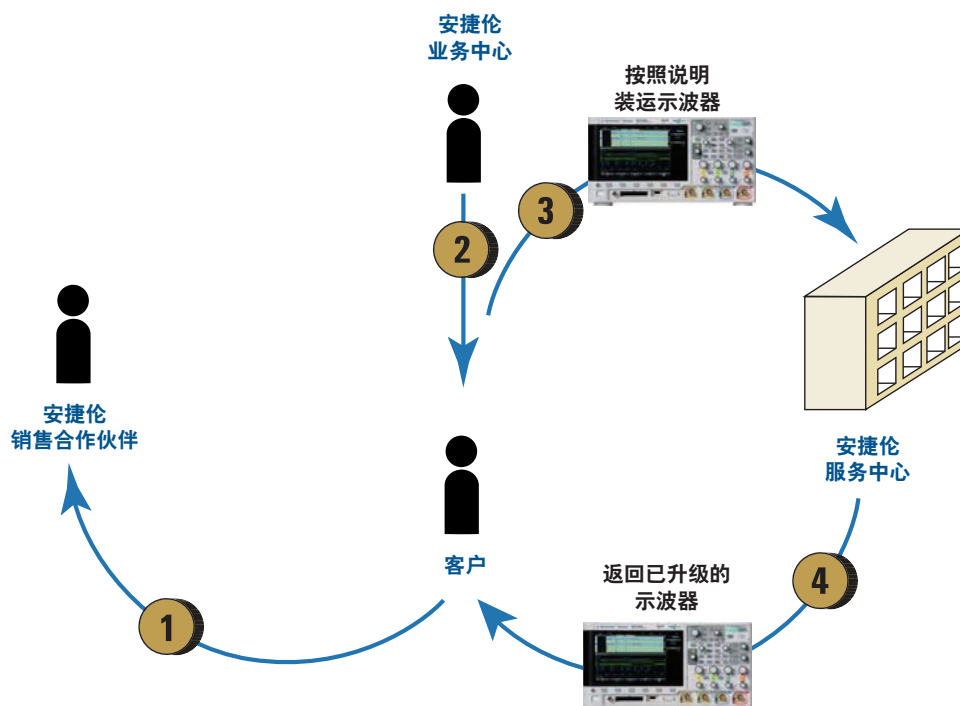 安捷伦
业务中心
按照说明
装运示波器
3
2
安捷伦
销售合作伙伴
安捷伦
服务中心
客户
返回已升级的
示波器
4
1